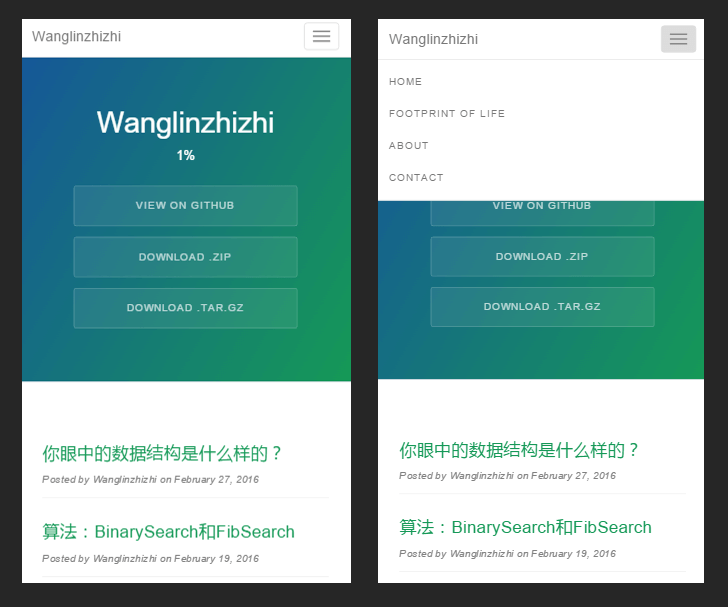 Wanglinzhizhi
Wanglinzhizhi
1%
VIEW ON GITHUB
DOWNLOAD .ZIP
DOWNLOAD .TAR.GZ
你眼中的数据结构是什么样的？
Posted by Wanglinzhizhi on February 27, 2016
算法：BinarySearch和FibSearch
Posted by Wanglinzhizhi on February 19, 2016
Wanglinzhizhi
HOME
FOOTPRINT OF LIFE
ABOUT
CONTACT
VIEW ON GITHUB
DOWNLOAD .ZIP
DOWNLOAD .TAR.GZ
你眼中的数据结构是什么样的？
Posted by Wanglinzhizhi on February 27, 2016
算法：BinarySearch和FibSearch
Posted by Wanglinzhizhi on February 19, 2016